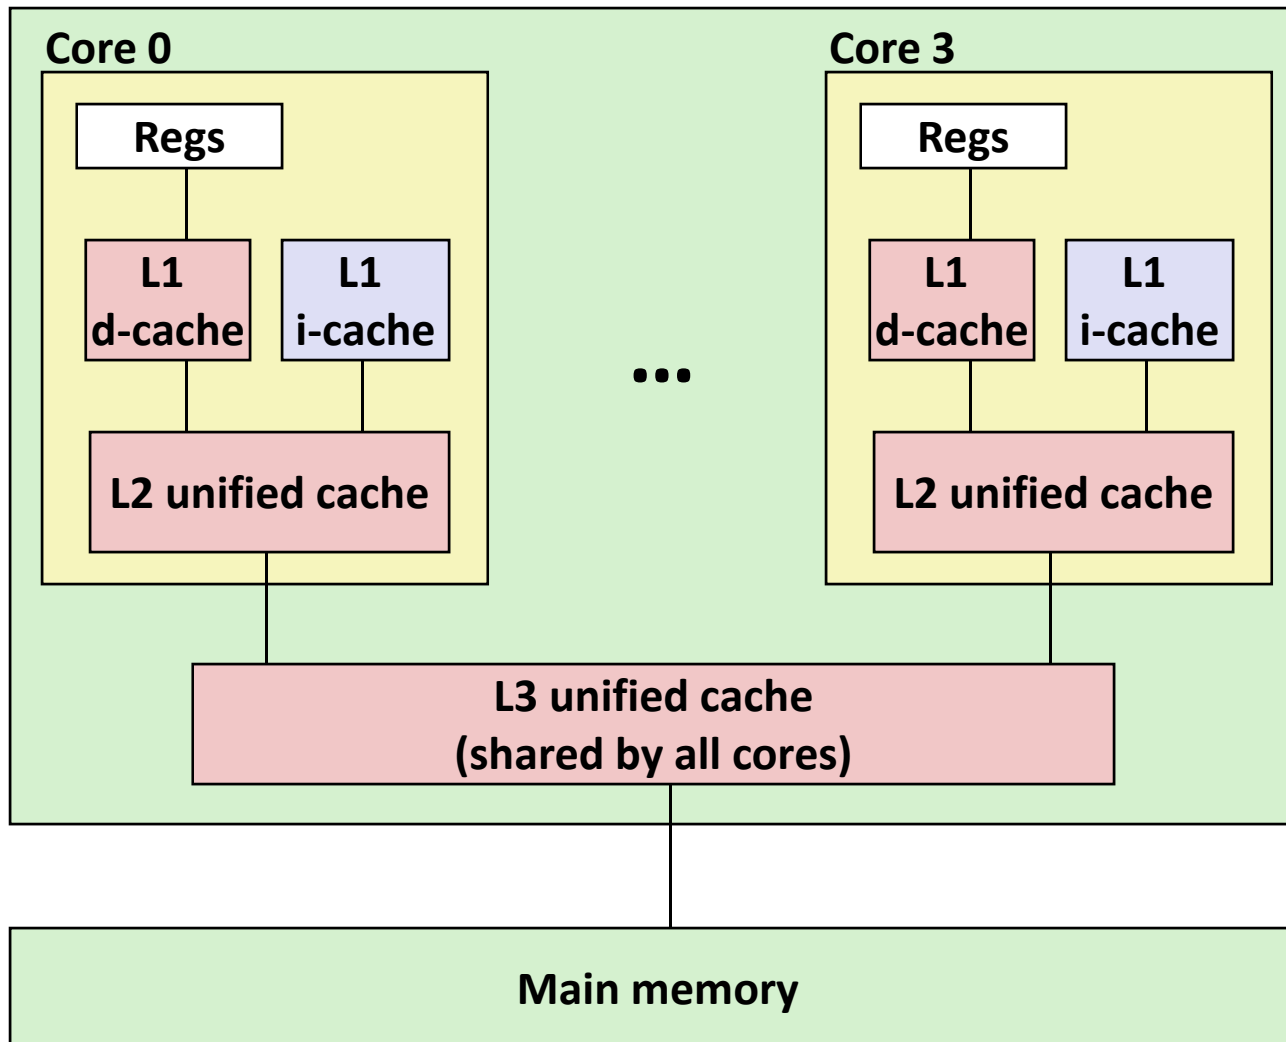 Core 0
Core 3
Regs
Regs
L1
d-cache
L1
i-cache
L1
d-cache
L1
i-cache
...
L2 unified cache
L2 unified cache
L3 unified cache
(shared by all cores)
Main memory